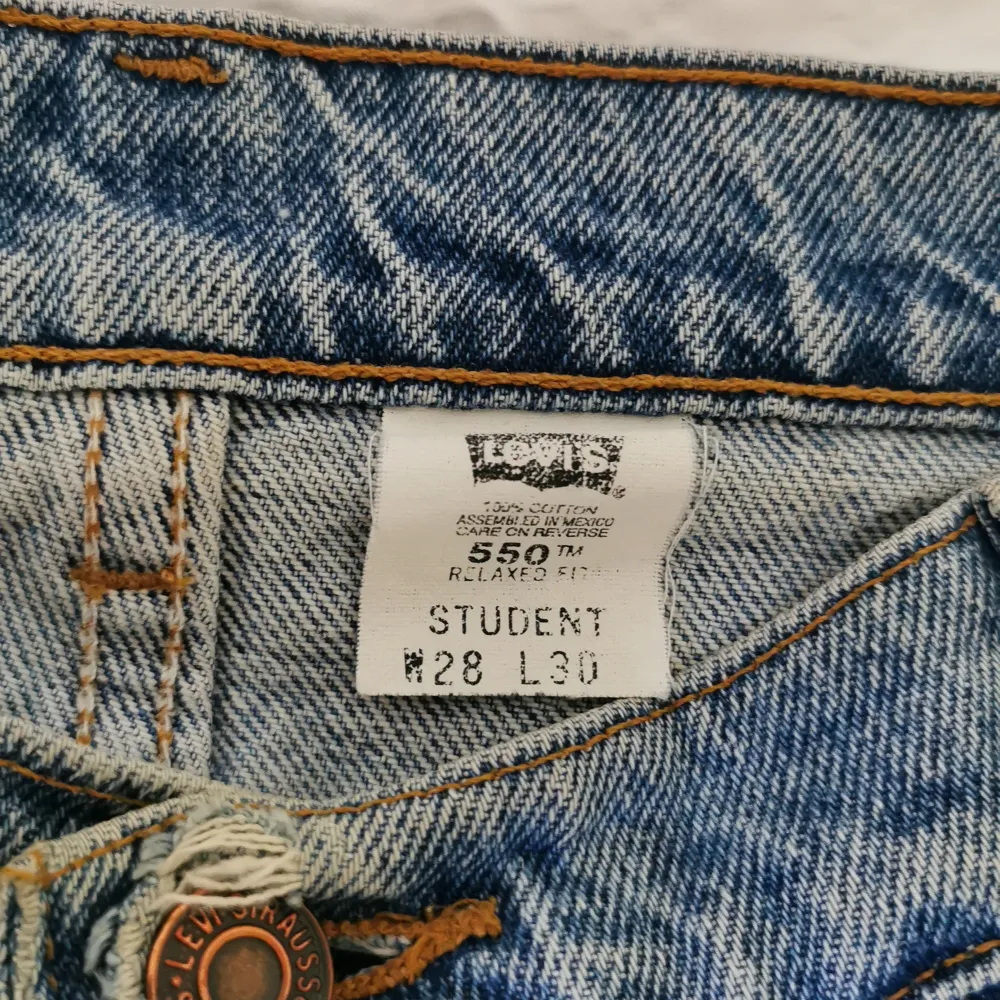 LEVI'S
100% COTTON
ASSEMBLED IN MEXICO
CARE ON REVERSE
550™
RELAXED FIT
STUDENT
W28 L30
LEVI STRAUSS